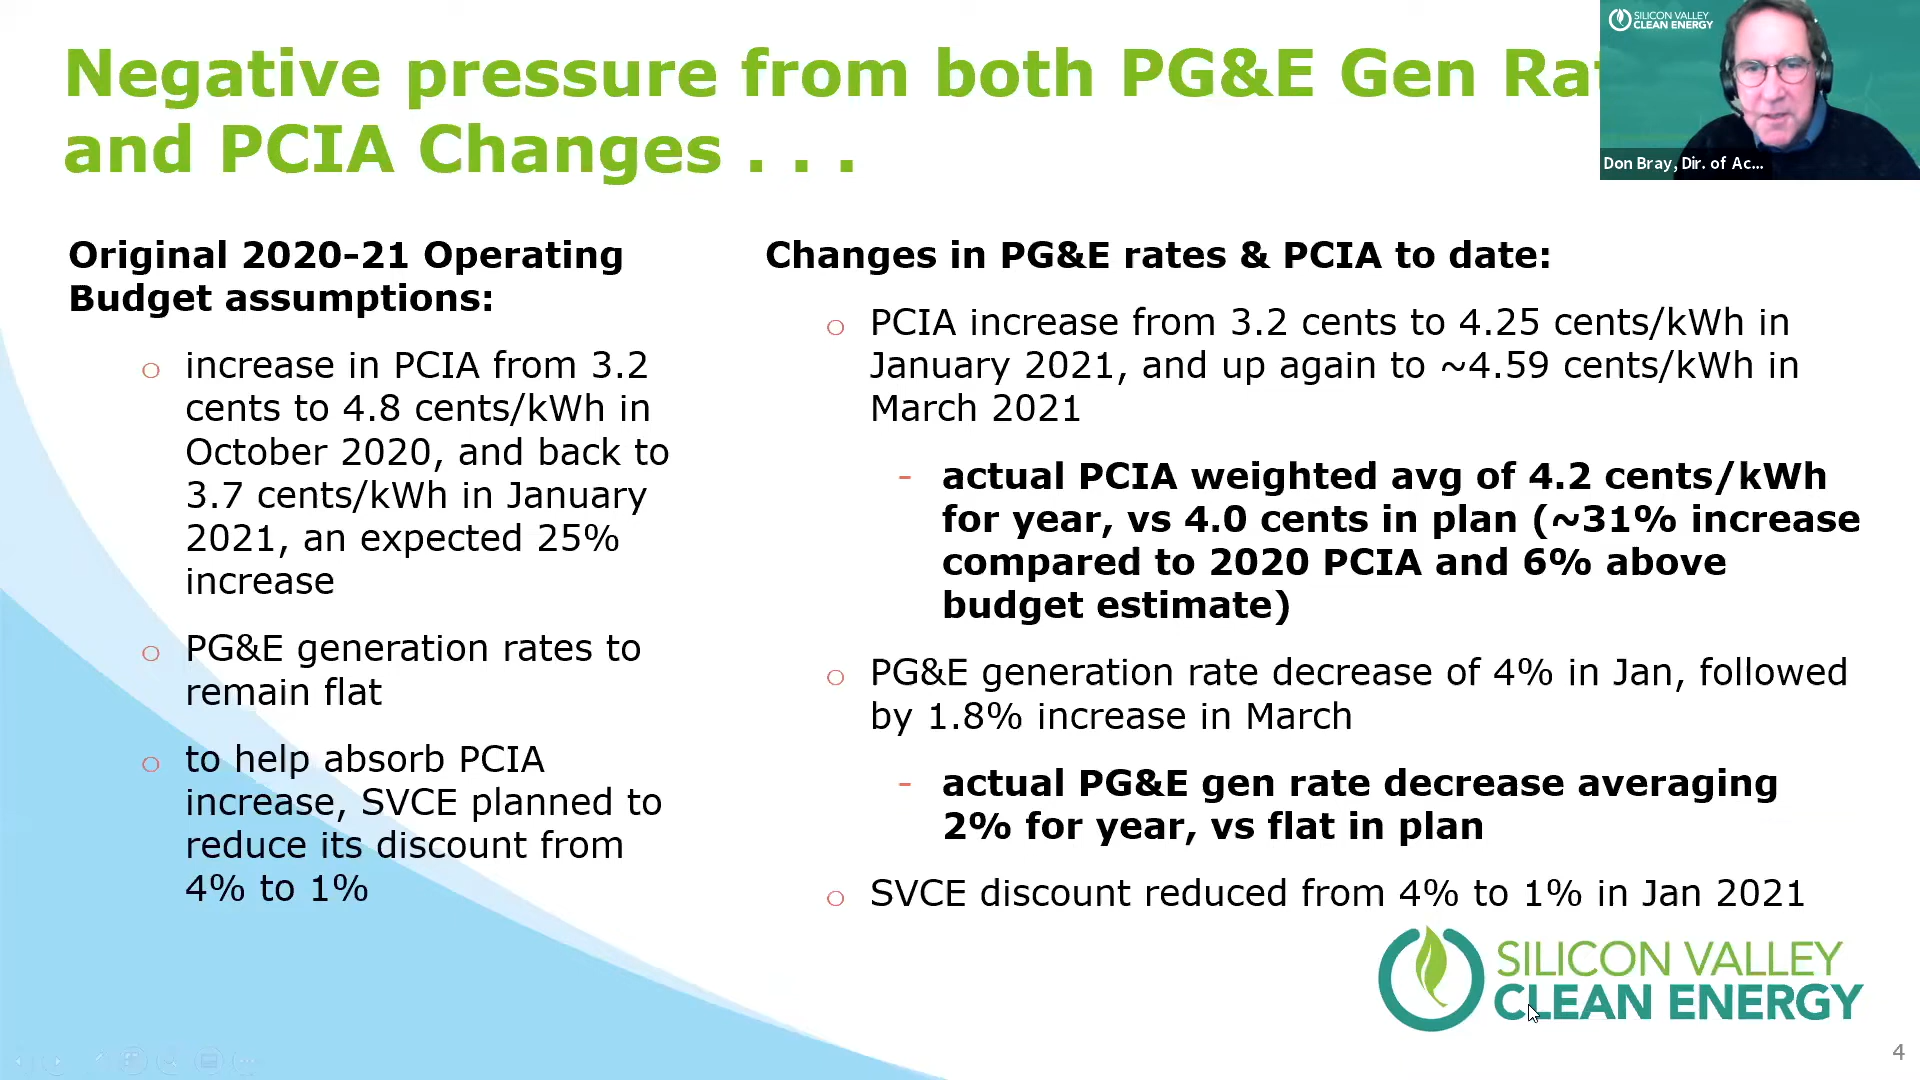 Negative pressure from both PG&E Gen Ra
and PCIA Changes . . .
SILICON VALLEY
CLEAN ENERGY
Don Bray, Dir. of Ac...
Original 2020-21 Operating
Budget assumptions:
o increase in PCIA from 3.2
cents to 4.8 cents/kWh in
October 2020, and back to
3.7 cents/kWh in January
2021, an expected 25%
increase
o PG&E generation rates to
remain flat
o to help absorb PCIA
increase, SVCE planned to
reduce its discount from
4% to 1%
Changes in PG&E rates & PCIA to date:
o PCIA increase from 3.2 cents to 4.25 cents/kWh in
January 2021, and up again to ~4.59 cents/kWh in
March 2021
- actual PCIA weighted avg of 4.2 cents/kWh
for year, vs 4.0 cents in plan (~31% increase
compared to 2020 PCIA and 6% above
budget estimate)
o PG&E generation rate decrease of 4% in Jan, followed
by 1.8% increase in March
- actual PG&E gen rate decrease averaging
2% for year, vs flat in plan
o SVCE discount reduced from 4% to 1% in Jan 2021
SILICON VALLEY
CLEAN ENERGY
4